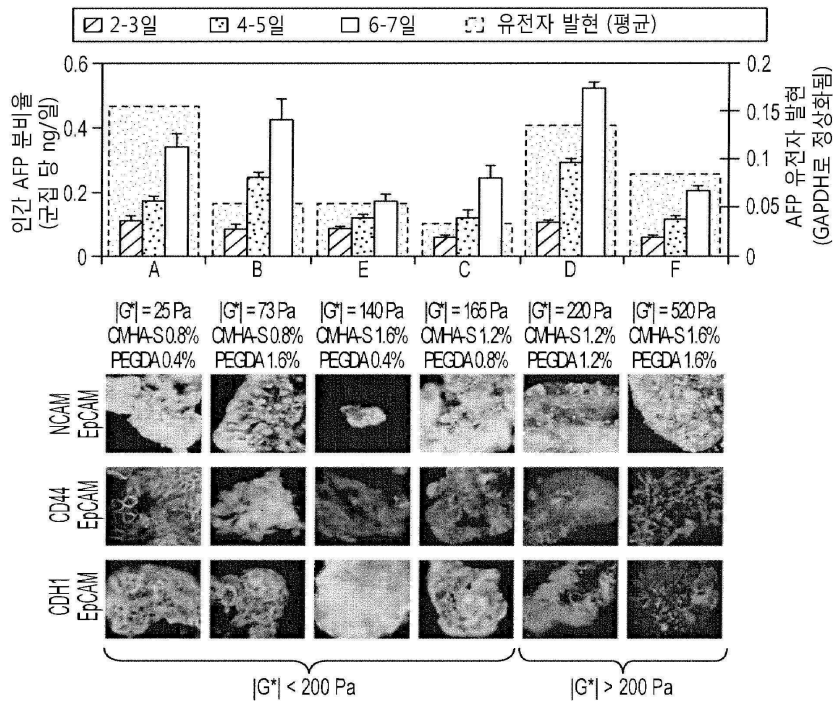 2-3일 4-5일 6-7일 유전자 발현 (평균)
인간 AFP 분비율
(군집 당 ng/일)
0.6
0.4
0.2
0
0.2
0.15
0.1
0.05
0
AFP 유전자 발현
(GAPDH로 정상화됨)
A B E C D F
|G*| = 25 Pa |G*| = 73 Pa |G*| = 140 Pa |G*| = 165 Pa |G*| = 220 Pa |G*| = 520 Pa
CMHA-S 0.8% CMHA-S 0.8% CMHA-S 1.6% CMHA-S 1.2% CMHA-S 1.2% CMHA-S 1.6%
PEGDA 0.4% PEGDA 1.6% PEGDA 0.4% PEGDA 0.8% PEGDA 1.2% PEGDA 1.6%
NCAM
EpCAM
CD44
EpCAM
CDH1
EpCAM
|G*| < 200 Pa |G*| > 200 Pa